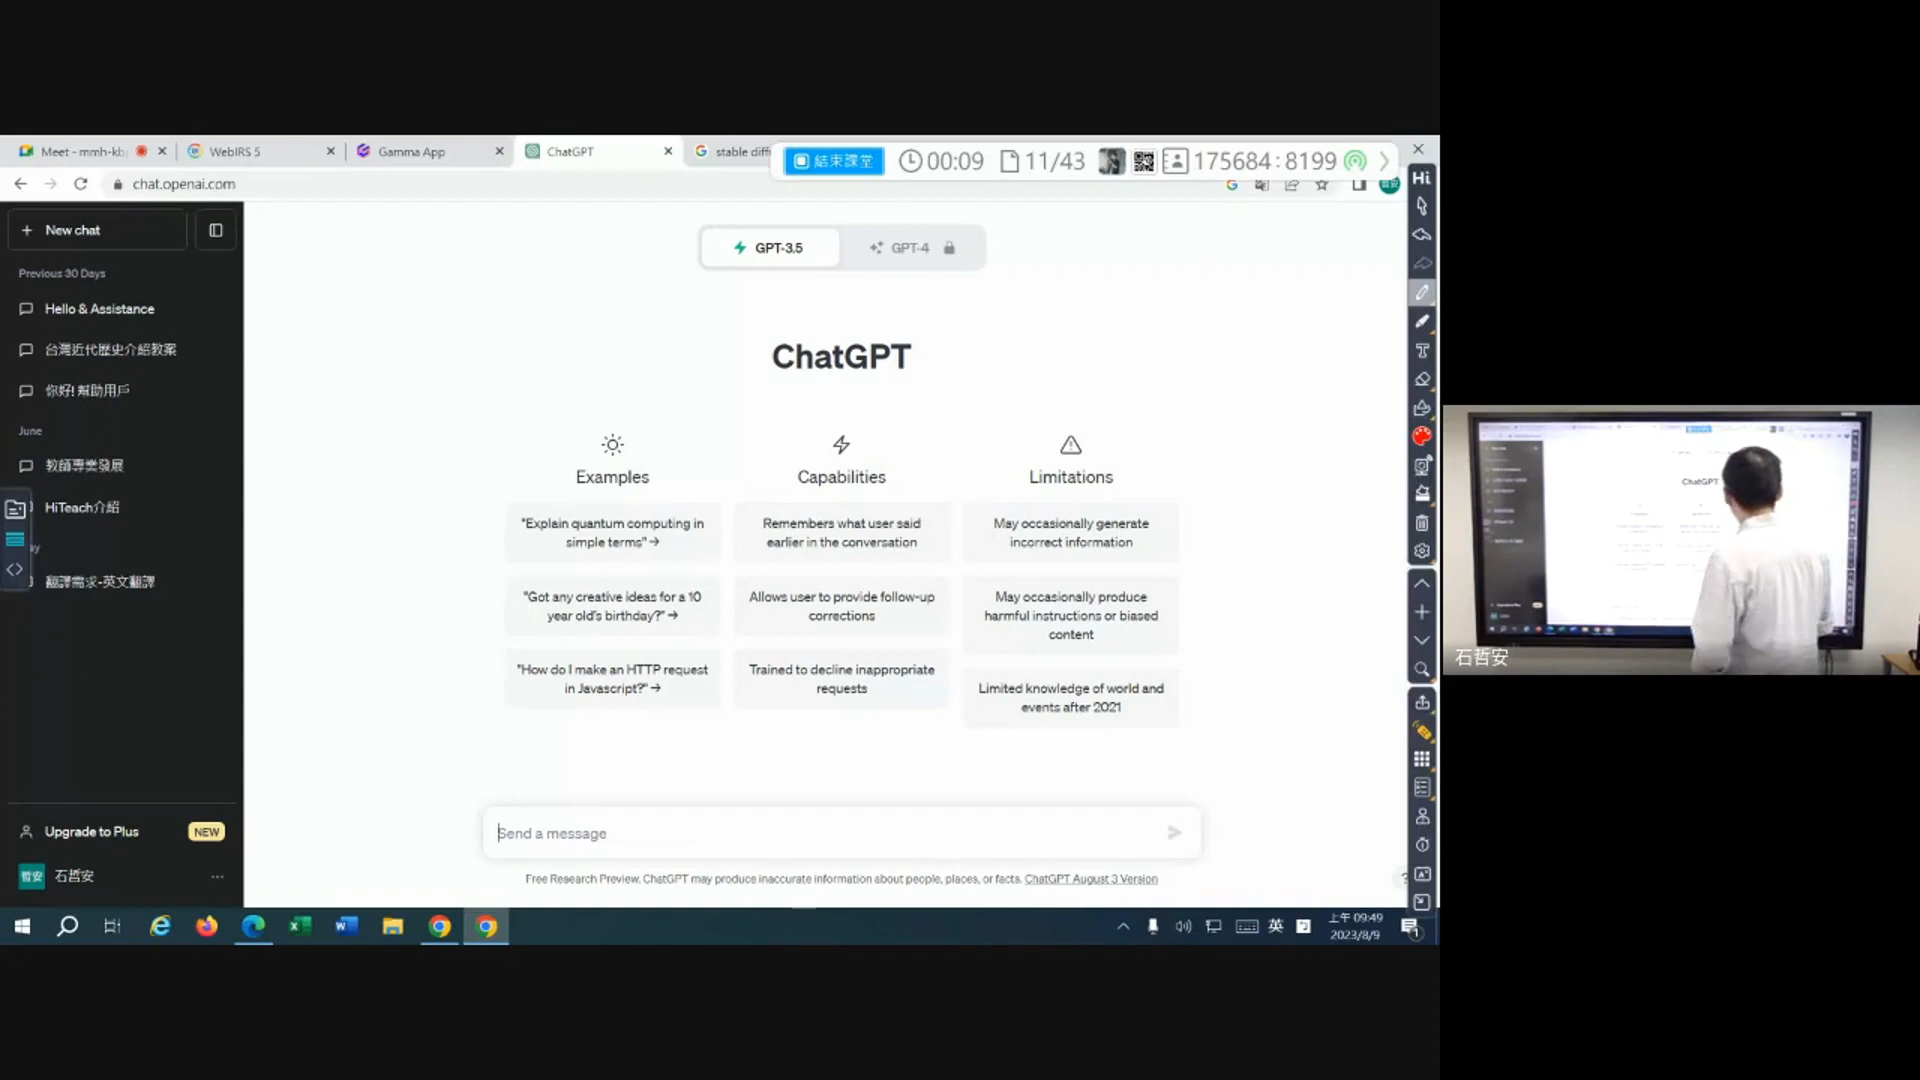 Meet - mmh-kb
WebIRS 5
Gamma App
ChatGPT
stable diff
結束課堂
00:09
11/43
175684:8199
chat.openai.com
Hi
New chat
Previous 30 Days
Hello & Assistance
台灣近代歷史介紹教案
你好! 幫助用戶
June
教師專業發展
HiTeach介紹
ay
翻譯需求-英文翻譯
Upgrade to Plus
NEW
哲安
石哲安
GPT-3.5
GPT-4
ChatGPT
Examples
"Explain quantum computing in
simple terms" →
"Got any creative ideas for a 10
year old's birthday?" →
"How do I make an HTTP request
in Javascript?" →
Capabilities
Remembers what user said
earlier in the conversation
Allows user to provide follow-up
corrections
Trained to decline inappropriate
requests
Limitations
May occasionally generate
incorrect information
May occasionally produce
harmful instructions or biased
content
Limited knowledge of world and
events after 2021
Send a message
Free Research Preview. ChatGPT may produce inaccurate information about people, places, or facts. ChatGPT August 3 Version
英
上午 09:49
2023/8/9
1
ChatGPT
石哲安